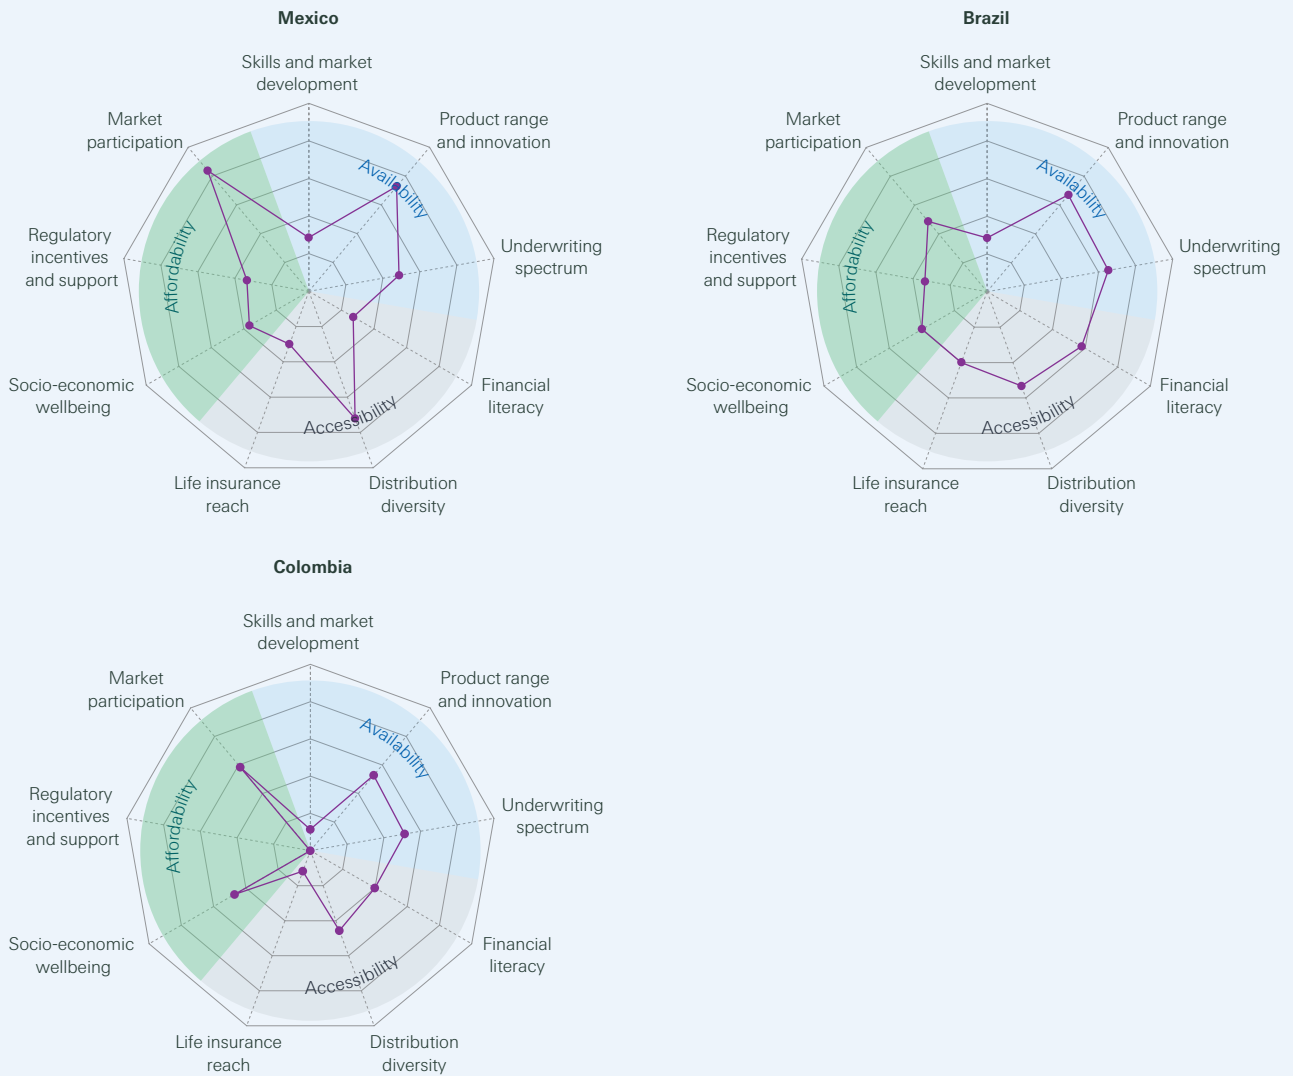 Mexico
Skills and market
development
Market
participation
Product range
and innovation
Availability
Regulatory
incentives
and support
Affordability
Underwriting
spectrum
Socio-economic
wellbeing
Financial
literacy
Accessibility
Life insurance
reach
Distribution
diversity
Brazil
Skills and market
development
Market
participation
Product range
and innovation
Availability
Regulatory
incentives
and support
Affordability
Underwriting
spectrum
Socio-economic
wellbeing
Financial
literacy
Accessibility
Life insurance
reach
Distribution
diversity
Colombia
Skills and market
development
Market
participation
Product range
and innovation
Availability
Regulatory
incentives
and support
Affordability
Underwriting
spectrum
Socio-economic
wellbeing
Financial
literacy
Accessibility
Life insurance
reach
Distribution
diversity